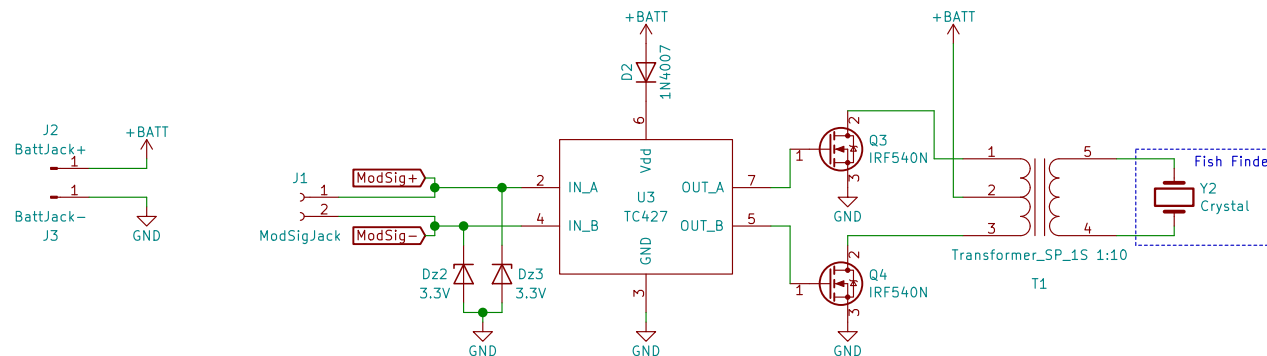 +BATT
+BATT
D2
1N4007
J2
BattJack+
1
+BATT
1
BattJack-
J3
GND
J1
1
2
ModSigJack
ModSig+
ModSig-
Dz2
3.3V
Dz3
3.3V
GND
6
Vdd
2
IN_A
4
IN_B
U3
TC427
OUT_A
7
OUT_B
5
GND
3
GND
2
1
Q3
IRF540N
3
GND
2
1
Q4
IRF540N
3
GND
1
2
3
5
4
Transformer_SP_1S 1:10
T1
Fish Finde
Y2
Crystal